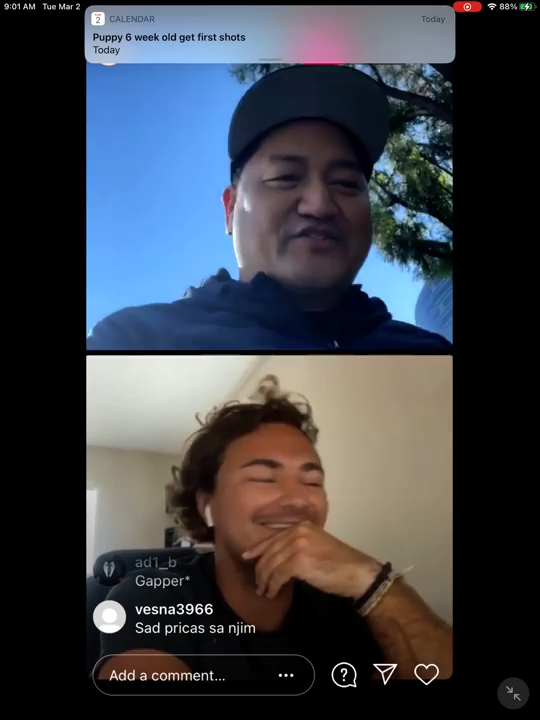 9:01 AM Tue Mar 2
88%
2
CALENDAR
Today
Puppy 6 week old get first shots
Today
ad1_b
Gapper*
vesna3966
Sad pricas sa njim
Add a comment...